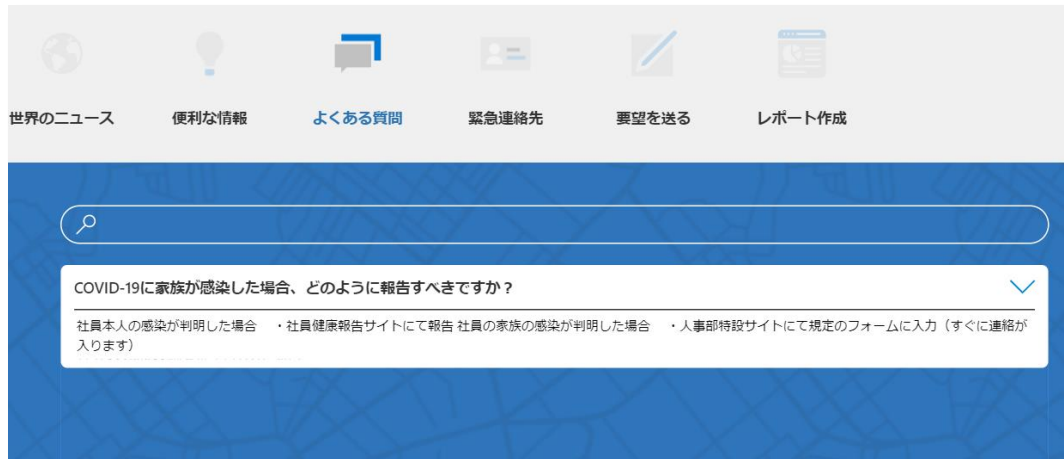 世界のニュース
便利な情報
よくある質問
緊急連絡先
要望を送る
レポート作成
COVID-19に家族が感染した場合、どのように報告すべきですか？
社員本人の感染が判明した場合　・社員健康報告サイトにて報告 社員の家族の感染が判明した場合　・人事部特設サイトにて規定のフォームに入力（すぐに連絡が
入ります）